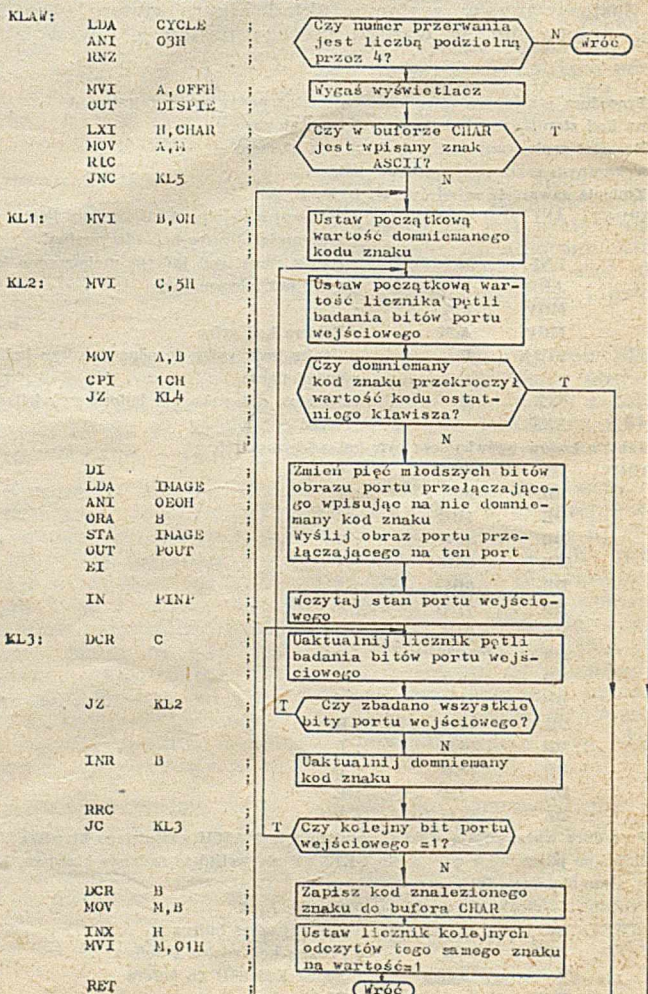 KLAW: LDA CYCLE ; Czy numer przerwania
ANI 03H ; jest liczbą podzielną N Wróć
RNZ ; przez 4?
MVI A,OFFH ; Wygaś wyświetlacz
OUT DISPIE ;
LXI H,CHAR ; Czy w buforze CHAR T
MOV A,M ; jest wpisany znak
RLC ; ASCII?
JNC KL5 ; N
KL1: MVI B,0H ; Ustaw początkową
; wartość domniemanego
; kodu znaku
KL2: MVI C,5H ; Ustaw początkową war-
; tość licznika pętli
; badania bitów portu
; wejściowego
MOV A,B ; Czy domniemany
CPI 1CH ; kod znaku przekroczył T
JZ KL4 ; wartość kodu ostat-
; niego klawisza?
N
DI ; Zmień pięć młodszych bitów
LDA IMAGE ; obrazu portu przełączające-
ANI OEOH ; go wpisując na nie domnie-
ORA B ; many kod znaku
STA IMAGE ; Wyślij obraz portu prze-
OUT POUT ; łączającego na ten port
EI ;
IN PINP ; Wczytaj stan portu wejścio-
; wego
KL3: DCR C ; Uaktualnij licznik pętli
; badania bitów portu wejś-
; ciowego
JZ KL2 ; T Czy zbadano wszystkie
; bity portu wejściowego?
N
INR B ; Uaktualnij domniemany
; kod znaku
RRC ;
JC KL3 ; T Czy kolejny bit portu
; wejściowego =1?
N
DCR B ; Zapisz kod znalezionego
MOV M,B ; znaku do bufora CHAR
INX H ; Ustaw licznik kolejnych
MVI M,01H ; odczytów tego samego znaku
; na wartość=1
RET ; Wróć